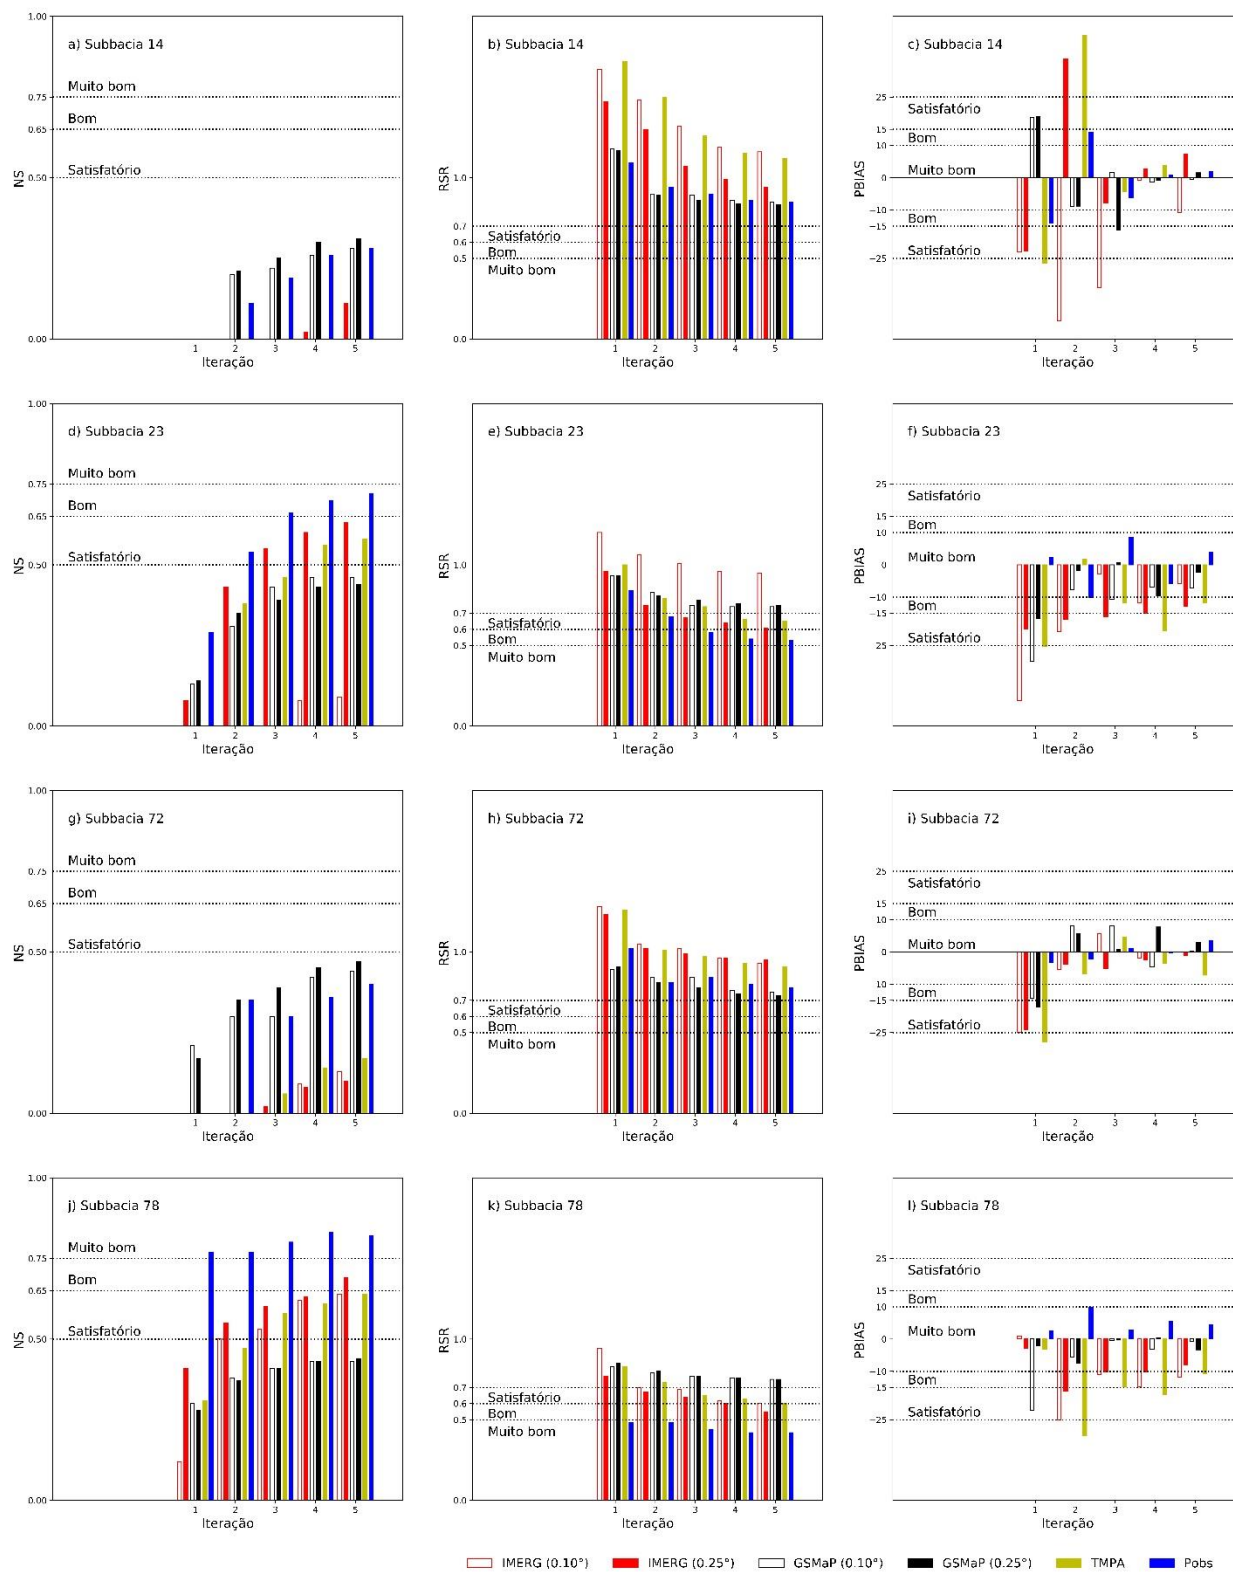 a) Subbacia 14
1.00
Muito bom
0.75
Bom
0.65
Satisfatório
0.50
NS
0.00
1 2 3 4 5
Iteração
b) Subbacia 14
1.0
RSR
0.7
Satisfatório
0.6
Bom
0.5
Muito bom
0.0
1 2 3 4 5
Iteração
c) Subbacia 14
25
Satisfatório
15
Bom
10
Muito bom
0
PBIAS
−10
Bom
−15
Satisfatório
−25
1 2 3 4 5
Iteração
1.00
d) Subbacia 23
Muito bom
0.75
Bom
0.65
Satisfatório
0.50
NS
0.00
1 2 3 4 5
Iteração
e) Subbacia 23
1.0
RSR
0.7
Satisfatório
0.6
Bom
0.5
Muito bom
0.0
1 2 3 4 5
Iteração
f) Subbacia 23
25
Satisfatório
15
Bom
10
Muito bom
0
PBIAS
−10
Bom
−15
Satisfatório
25
1 2 3 4 5
Iteração
1.00
g) Subbacia 72
Muito bom
0.75
Bom
0.65
Satisfatório
0.50
NS
0.00
1 2 3 4 5
Iteração
h) Subbacia 72
1.0
RSR
0.7
Satisfatório
0.6
Bom
0.5
Muito bom
0.0
1 2 3 4 5
Iteração
i) Subbacia 72
25
Satisfatório
15
Bom
10
Muito bom
0
PBIAS
−10
Bom
−15
Satisfatório
−25
1 2 3 4 5
Iteração
1.00
j) Subbacia 78
Muito bom
0.75
Bom
0.65
Satisfatório
0.50
NS
0.00
1 2 3 4 5
Iteração
k) Subbacia 78
1.0
RSR
0.7
Satisfatório
0.6
Bom
0.5
Muito bom
0.0
1 2 3 4 5
Iteração
l) Subbacia 78
25
Satisfatório
15
Bom
10
Muito bom
0
PBIAS
−10
Bom
−15
Satisfatório
−25
1 2 3 4 5
Iteração
IMERG (0.10°) IMERG (0.25°) GSMaP (0.10°) GSMaP (0.25°) TMPA Pobs